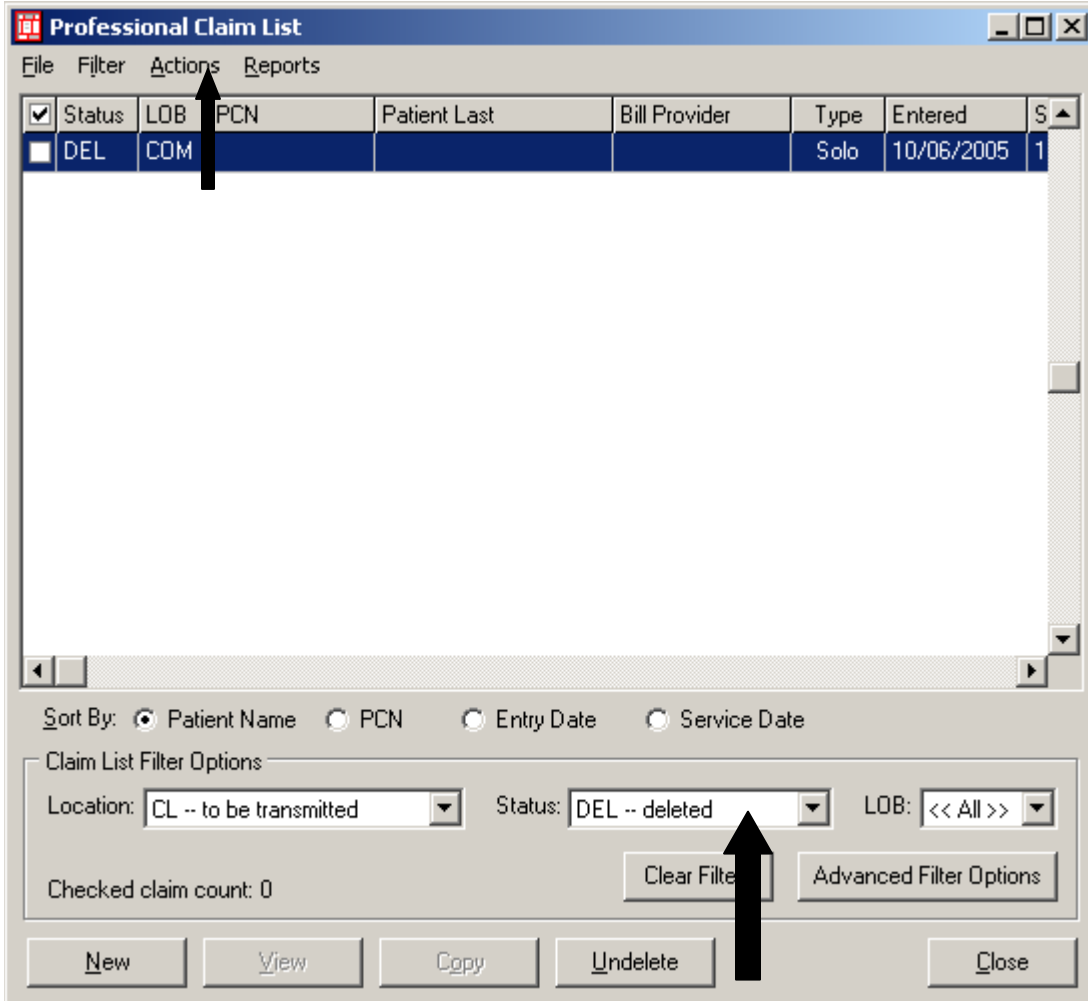 Professional Claim List
File Filter Actions Reports
Status LOB PCN Patient Last Bill Provider Type Entered S
DEL COM Solo 10/06/2005 1
Sort By: Patient Name PCN Entry Date Service Date
Claim List Filter Options
Location: CL -- to be transmitted Status: DEL -- deleted LOB: << All >>
Clear Filte Advanced Filter Options
Checked claim count: 0
New View Copy Undelete Close